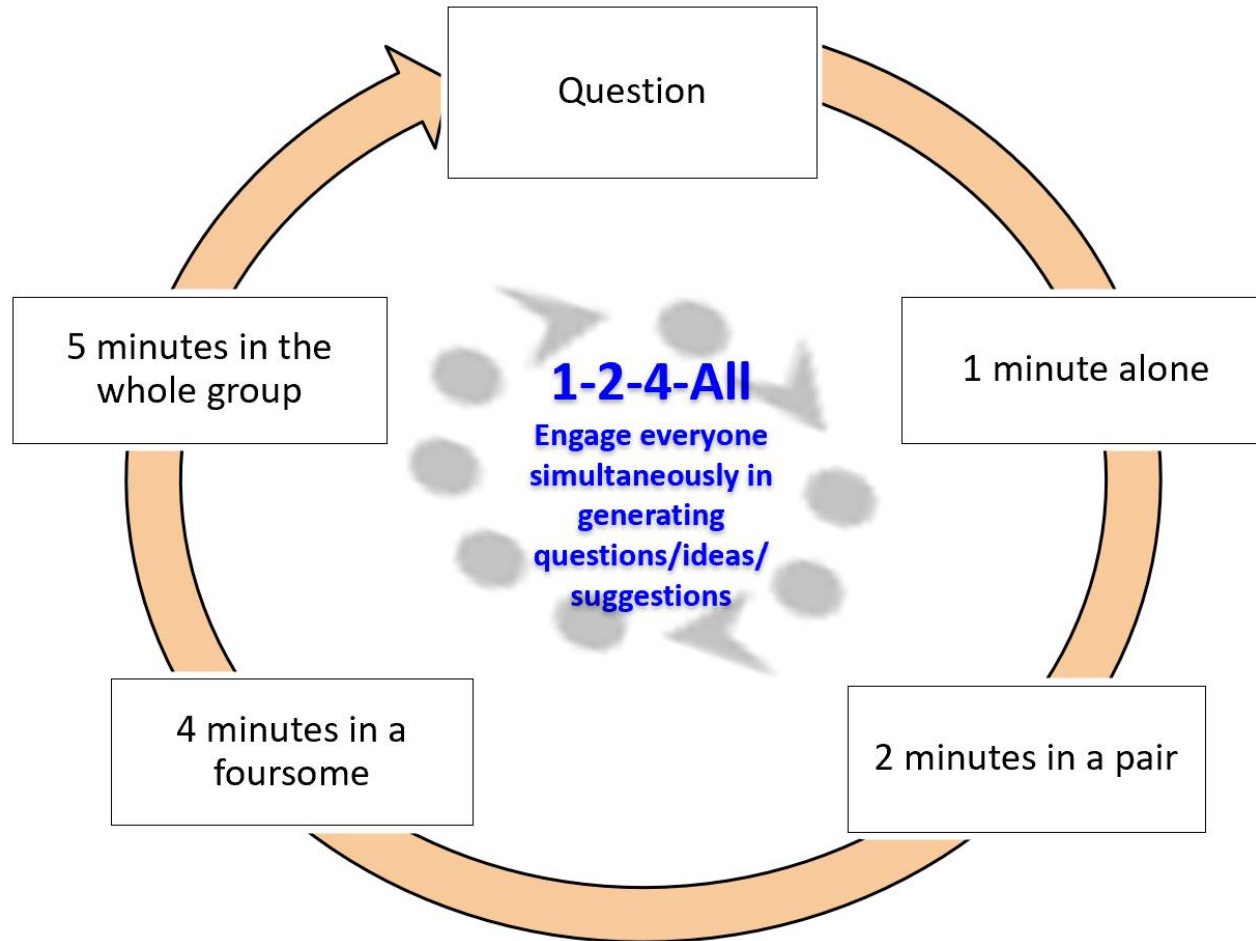 Question
1 minute alone
2 minutes in a pair
4 minutes in a
foursome
5 minutes in the
whole group
1-2-4-All
Engage everyone
simultaneously in
generating
questions/ideas/
suggestions